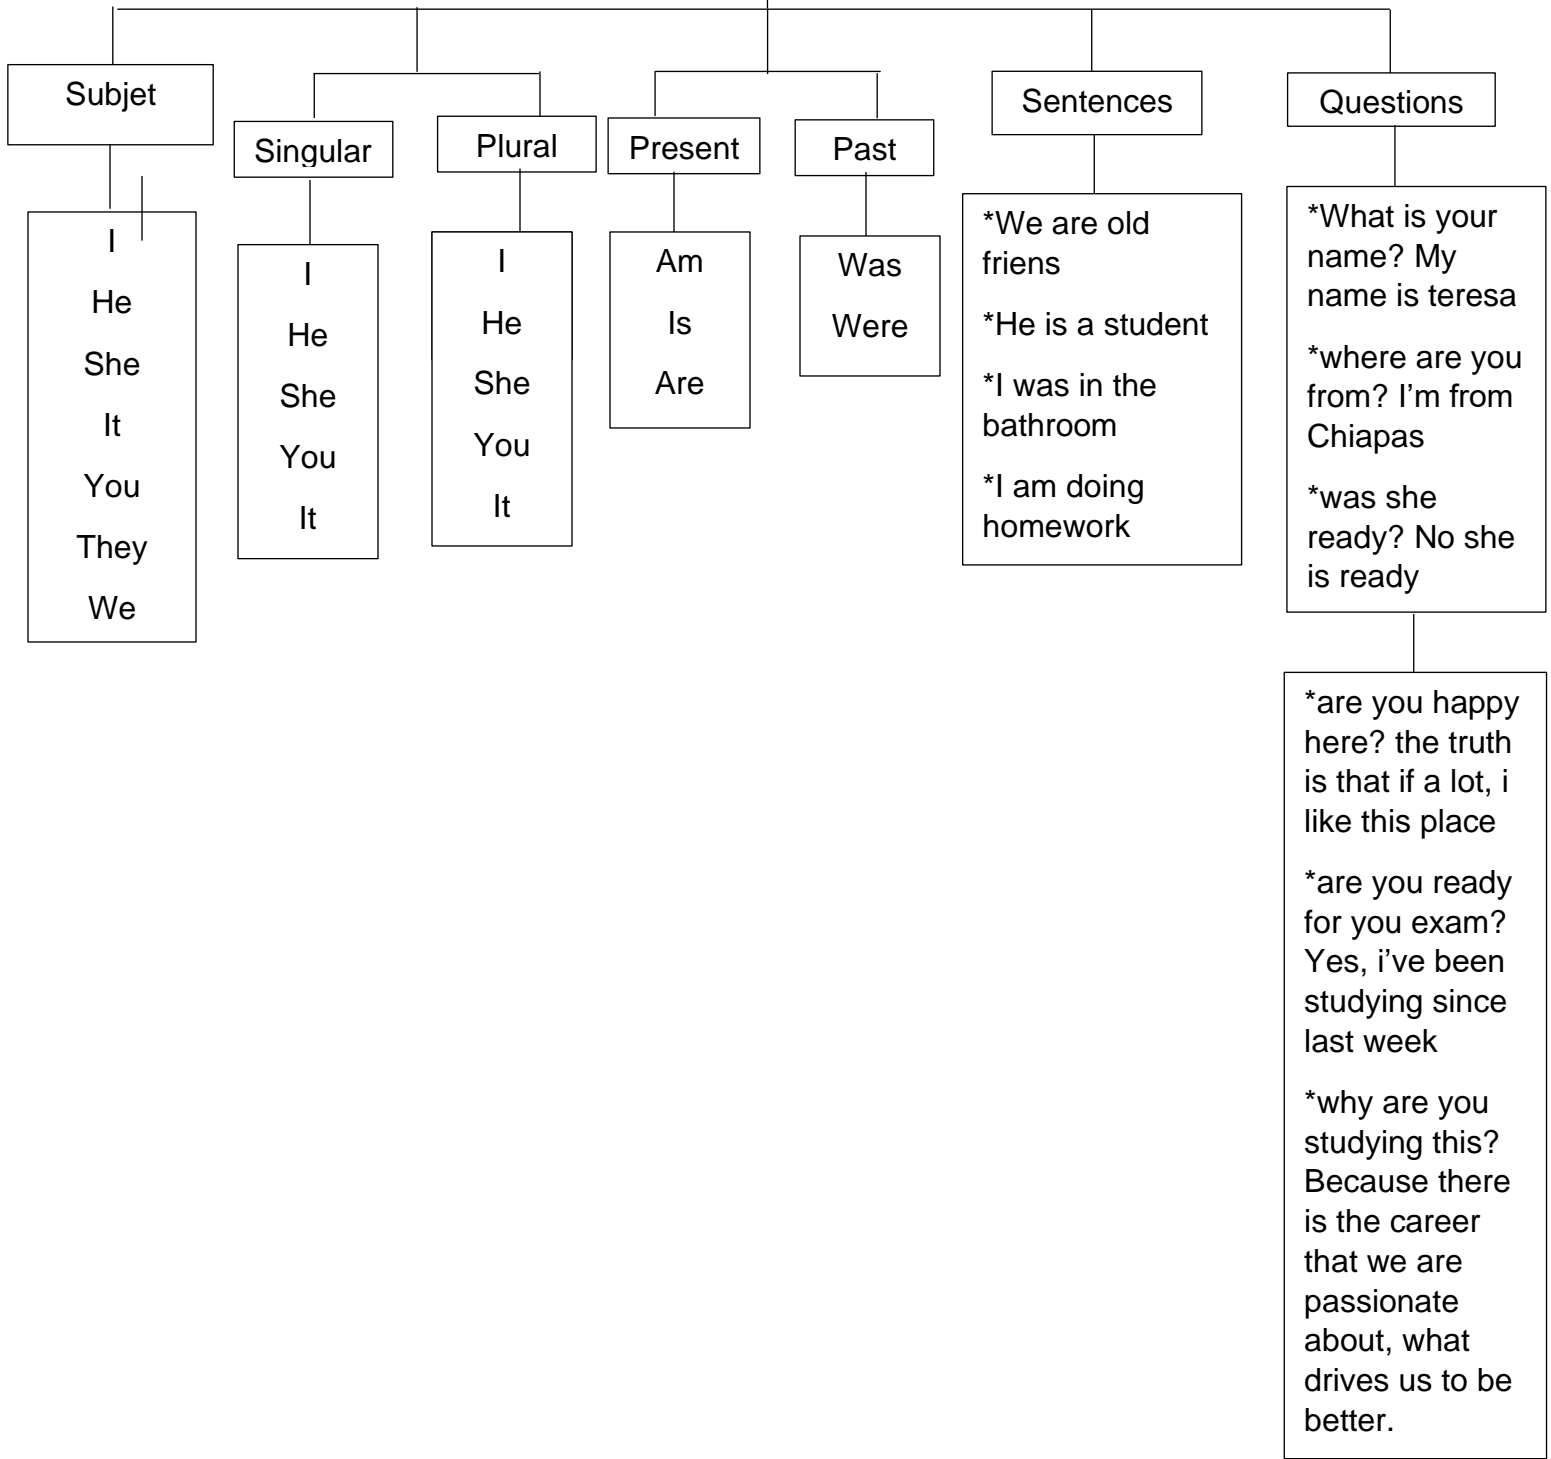 Subjet
I
He
She
It
You
They
We
Singular
I
He
She
You
It
Plural
I
He
She
You
It
Present
Am
Is
Are
Past
Was
Were
Sentences
*We are old
friens
*He is a student
*I was in the
bathroom
*I am doing
homework
Questions
*What is your
name? My
name is teresa
*where are you
from? I'm from
Chiapas
*was she
ready? No she
is ready
*are you happy
here? the truth
is that if a lot, i
like this place
*are you ready
for you exam?
Yes, i've been
studying since
last week
*why are you
studying this?
Because there
is the career
that we are
passionate
about, what
drives us to be
better.